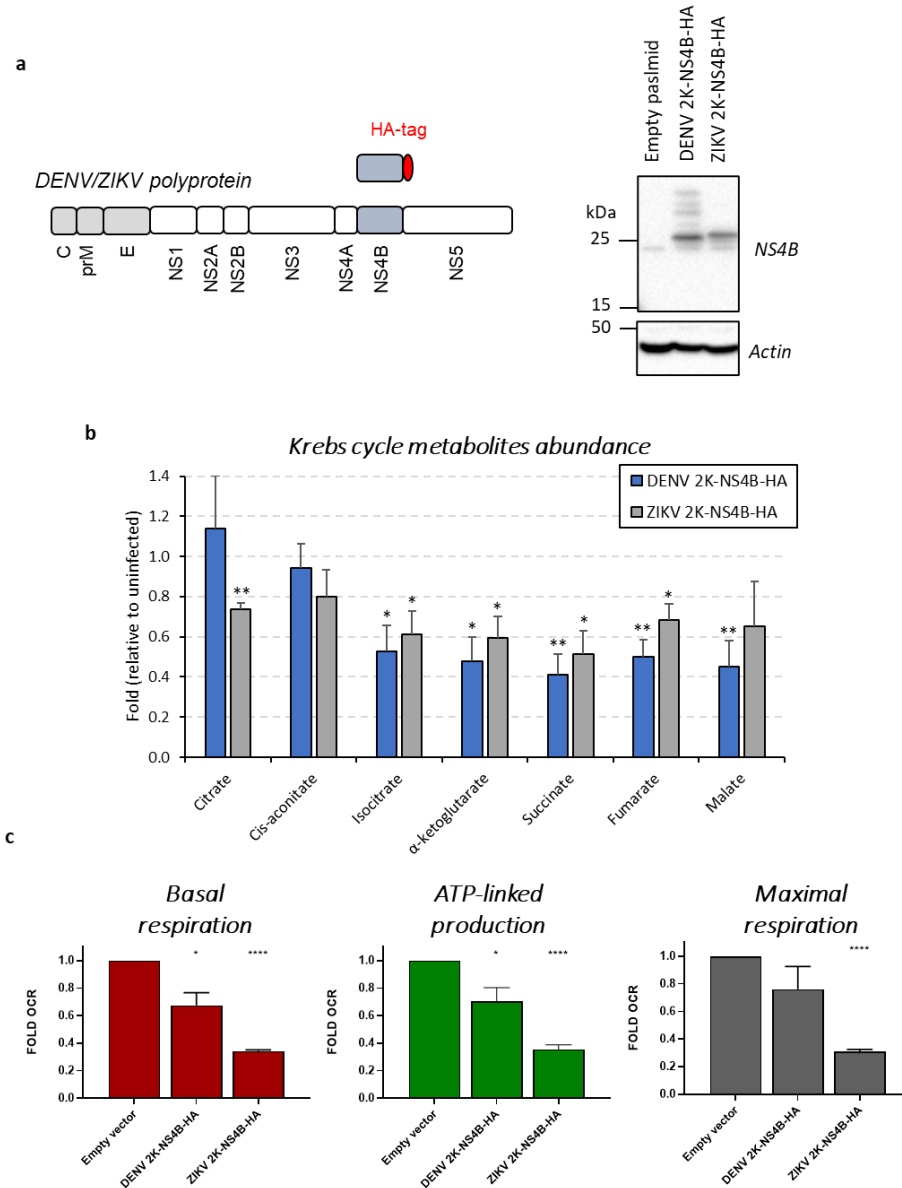 a
HA-tag
DENV/ZIKV polyprotein
C
prM
E
NS1
NS2A
NS2B
NS3
NS4A
NS4B
NS5
Empty paslmid
DENV 2K-NS4B-HA
ZIKV 2K-NS4B-HA
kDa
25
15
50
NS4B
Actin
b
Krebs cycle metabolites abundance
DENV 2K-NS4B-HA
ZIKV 2K-NS4B-HA
Fold (relative to uninfected)
1.4
1.2
1.0
0.8
0.6
0.4
0.2
0.0
**
*
*
*
*
**
*
**
*
**
Citrate
Cis-aconitate
Isocitrate
α-ketoglutarate
Succinate
Fumarate
Malate
c
Basal
respiration
FOLD OCR
1.0
0.8
0.6
0.4
0.2
0.0
*
****
Empty vector
DENV 2K-NS4B-HA
ZIKV 2K-NS4B-HA
ATP-linked
production
FOLD OCR
1.0
0.8
0.6
0.4
0.2
0.0
*
****
Empty vector
DENV 2K-NS4B-HA
ZIKV 2K-NS4B-HA
Maximal
respiration
FOLD OCR
1.0
0.8
0.6
0.4
0.2
0.0
****
Empty vector
DENV 2K-NS4B-HA
ZIKV 2K-NS4B-HA